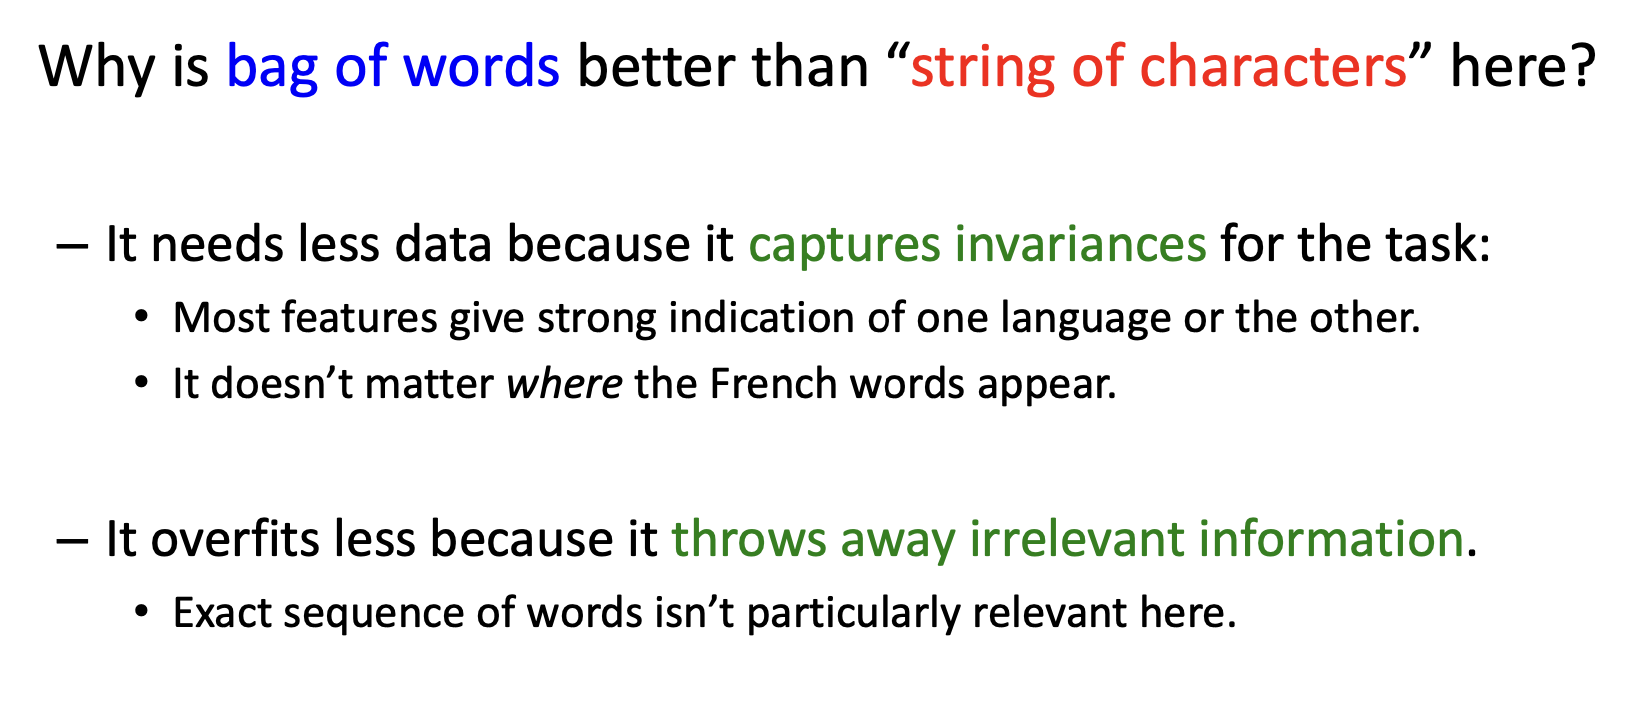 Why is bag of words better than “string of characters” here?
– It needs less data because it captures invariances for the task:
• Most features give strong indication of one language or the other.
• It doesn’t matter where the French words appear.
– It overfits less because it throws away irrelevant information.
• Exact sequence of words isn’t particularly relevant here.